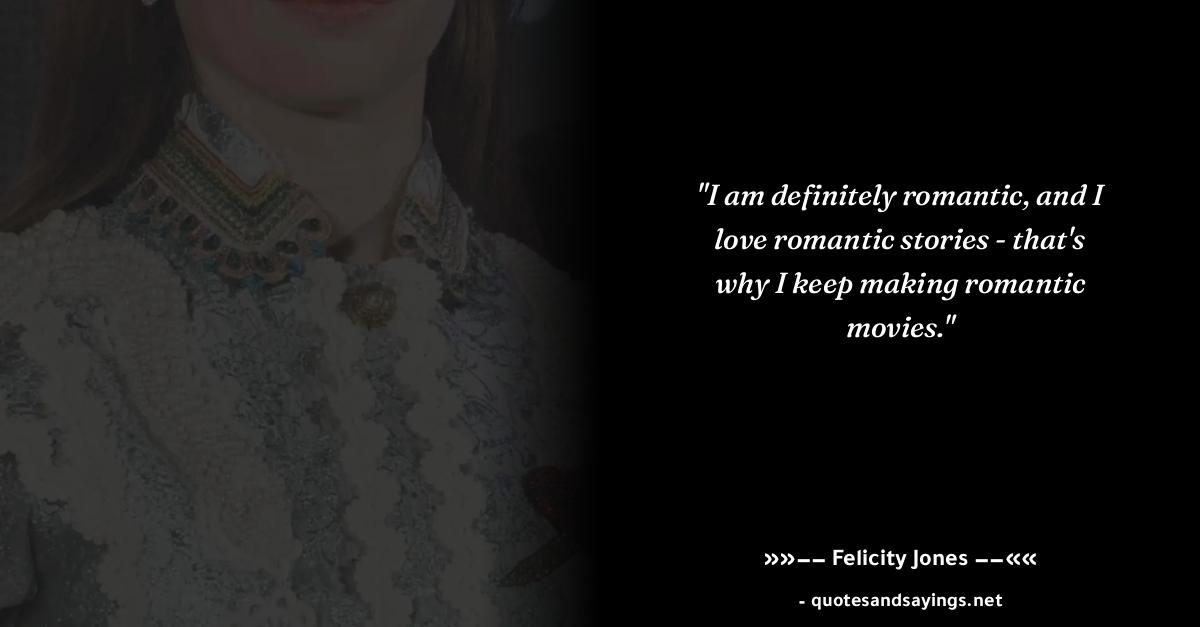 "I am definitely romantic, and I
love romantic stories - that's
why I keep making romantic
movies."
»»−− Felicity Jones −−««
- quotesandsayings.net